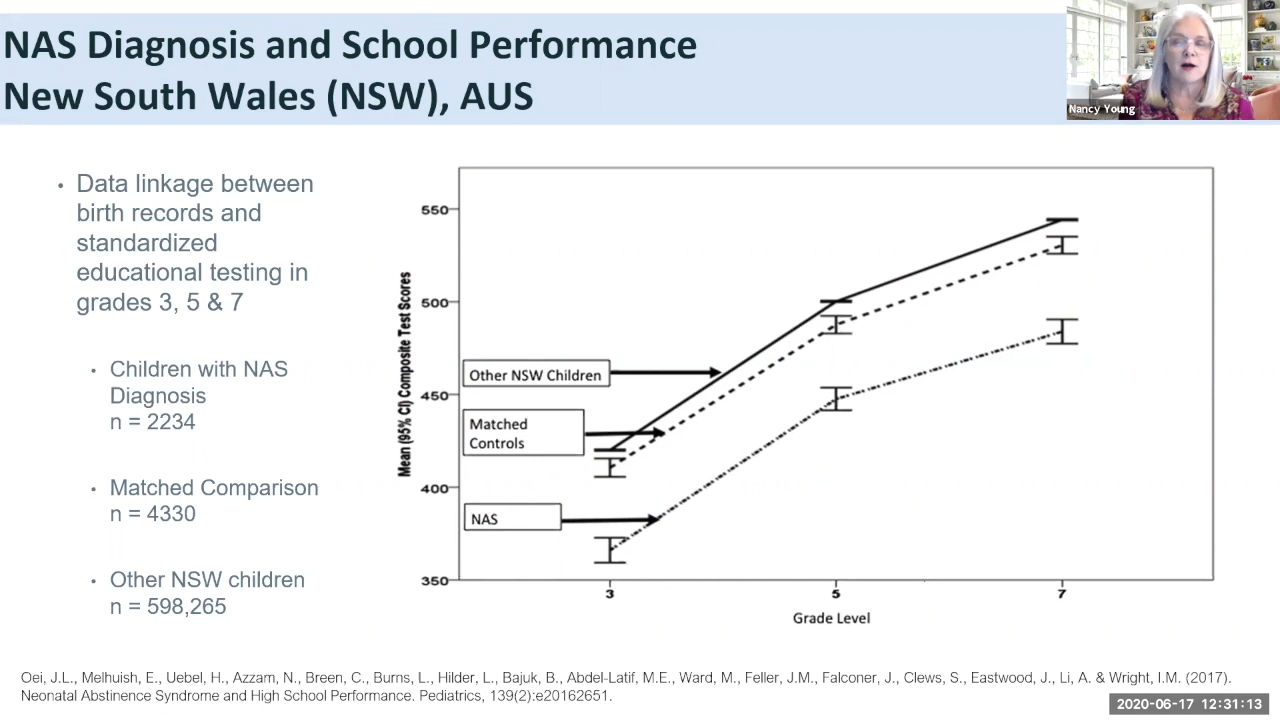 NAS Diagnosis and School Performance
New South Wales (NSW), AUS
Nancy Young
• Data linkage between
birth records and
standardized
educational testing in
grades 3, 5 & 7
• Children with NAS
Diagnosis
n = 2234
• Matched Comparison
n = 4330
• Other NSW children
n = 598,265
Mean (95% CI) Composite Test Scores
550
500
450
400
350
Other NSW Children
Matched
Controls
NAS
3 5 7
Grade Level
Oei, J.L., Melhuish, E., Uebel, H., Azzam, N., Breen, C., Burns, L., Hilder, L., Bajuk, B., Abdel-Latif, M.E., Ward, M., Feller, J.M., Falconer, J., Clews, S., Eastwood, J., Li, A. & Wright, I.M. (2017).
Neonatal Abstinence Syndrome and High School Performance. Pediatrics, 139(2):e20162651.
2020-06-17 12:31:13